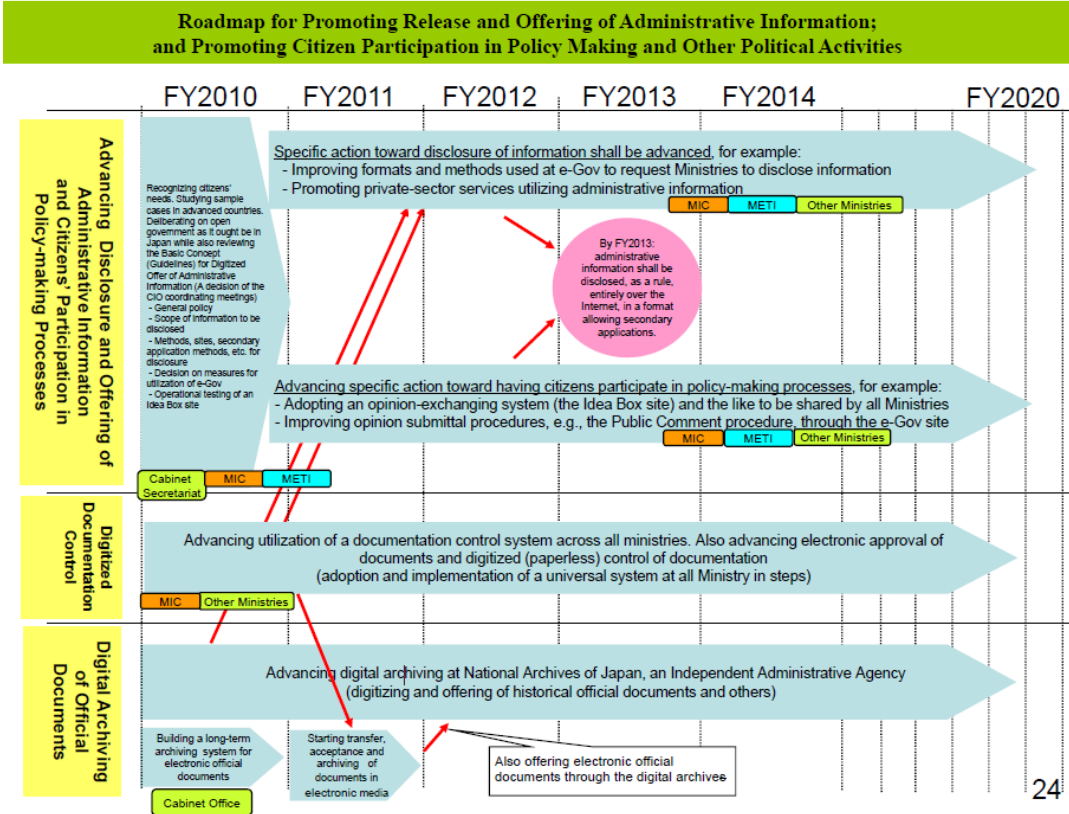 Roadmap for Promoting Release and Offering of Administrative Information;
and Promoting Citizen Participation in Policy Making and Other Political Activities
FY2010
FY2011
FY2012
FY2013
FY2014
FY2020
Advancing Disclosure and Offering of
Administrative Information
and Citizens' Participation in
Policy-making Processes
Recognizing citizens'
needs. Studying sample
cases in advanced countries.
Deliberating on open
government as it ought be in
Japan while also reviewing
the Basic Concept
(Guidelines) for Digitized
Offer of Administrative
Information (A decision of the
CIO coordinating meetings)
- General policy
- Scope of information to be
disclosed
- Methods, sites, secondary
application methods, etc. for
disclosure
- Decision on measures for
utilization of e-Gov
- Operational testing of an
Idea Box site
Cabinet
Secretariat
MIC
METI
Specific action toward disclosure of information shall be advanced, for example:
- Improving formats and methods used at e-Gov to request Ministries to disclose information
- Promoting private-sector services utilizing administrative information
MIC
METI
Other Ministries
By FY2013:
administrative
information shall be
disclosed, as a rule,
entirely over the
Internet, in a format
allowing secondary
applications.
Advancing specific action toward having citizens participate in policy-making processes, for example:
- Adopting an opinion-exchanging system (the Idea Box site) and the like to be shared by all Ministries
- Improving opinion submittal procedures, e.g., the Public Comment procedure, through the e-Gov site
MIC
METI
Other Ministries
Digitized
Documentation
Control
Advancing utilization of a documentation control system across all ministries. Also advancing electronic approval of
documents and digitized (paperless) control of documentation
(adoption and implementation of a universal system at all Ministry in steps)
MIC
Other Ministries
Digital Archiving
of Official
Documents
Advancing digital archiving at National Archives of Japan, an Independent Administrative Agency
(digitizing and offering of historical official documents and others)
Building a long-term
archiving system for
electronic official
documents
Cabinet Office
Starting transfer,
acceptance and
archiving of
documents in
electronic media
Also offering electronic official
documents through the digital archives
24